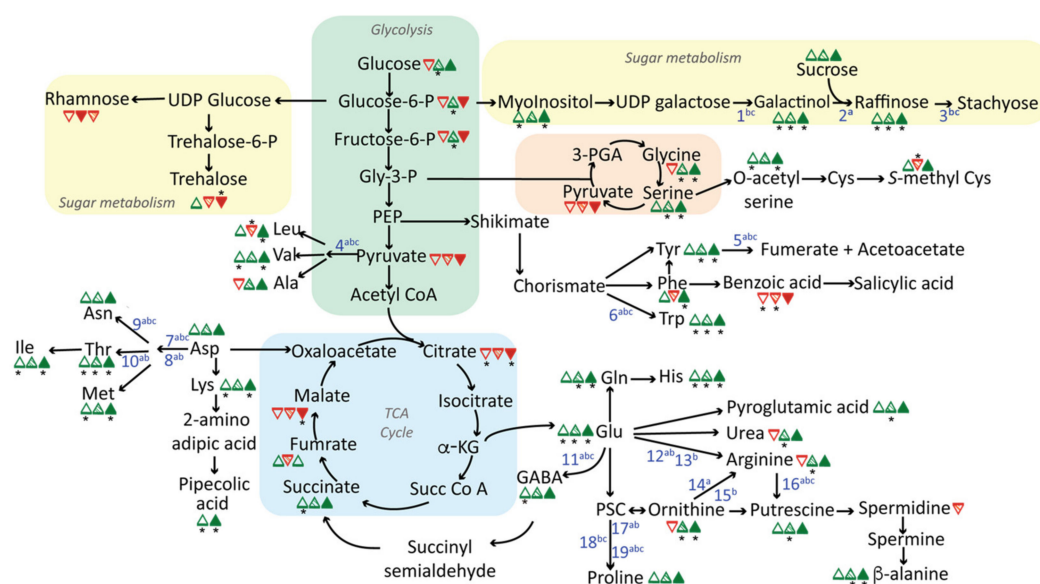 Glycolysis
Sugar metabolism
Glucose
Sucrose
Rhamnose
UDP Glucose
Glucose-6-P
MyoInositol
UDP galactose
Galactinol
Raffinose
Stachyose
1bc
2a
3bc
Trehalose-6-P
Fructose-6-P
3-PGA
Glycine
Trehalose
Gly-3-P
Pyruvate
Serine
O-acetyl
serine
Cys
S-methyl Cys
Sugar metabolism
PEP
Shikimate
Leu
Val
Ala
4abc
Pyruvate
Tyr
5abc
Fumerate + Acetoacetate
Acetyl CoA
Chorismate
Phe
Benzoic acid
Salicylic acid
6abc
Trp
Asn
9abc
Ile
Thr
10ab
7abc
8ab
Asp
Oxaloacetate
Citrate
Met
Lys
Malate
Isocitrate
Gln
His
2-amino
adipic acid
TCA
Cycle
Fumrate
α-KG
Glu
Pyroglutamic acid
Urea
12ab
13b
Arginine
11abc
Pipecolic
acid
Succinate
Succ Co A
GABA
14a
15b
16abc
PSC
Ornithine
Putrescine
Spermidine
17ab
18bc
19abc
Spermine
Succinyl
semialdehyde
Proline
β-alanine